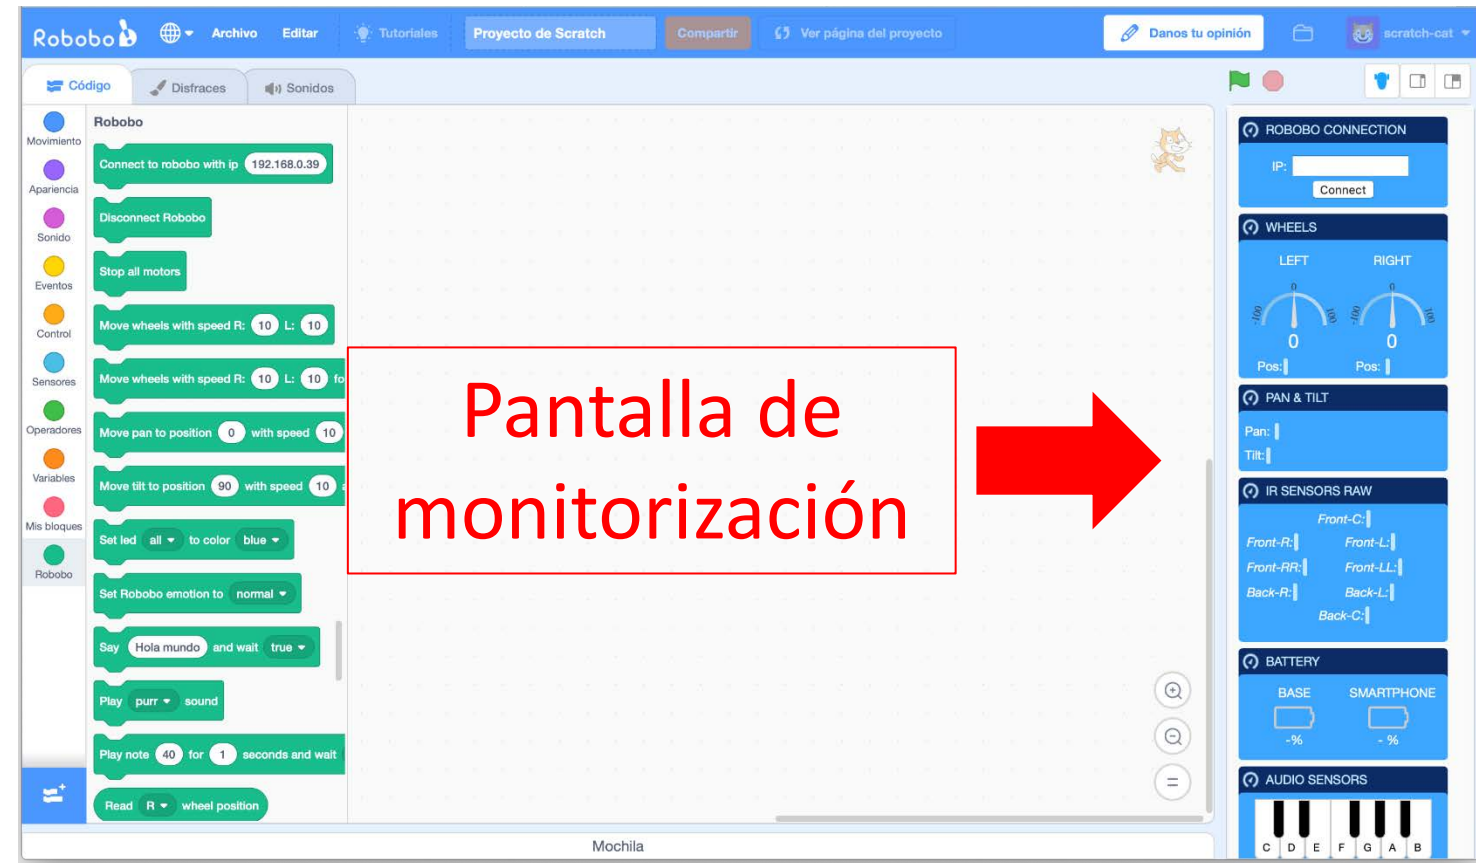 Robobo
Archivo
Editar
Tutoriales
Proyecto de Scratch
Compartir
Ver página del proyecto
Danos tu opinión
scratch-cat
Código
Disfraces
Sonidos
Movimiento
Apariencia
Sonido
Eventos
Control
Sensores
Operadores
Variables
Mis bloques
Robobo
Robobo
Connect to robobo with ip 192.168.0.39
Disconnect Robobo
Stop all motors
Move wheels with speed R: 10 L: 10
Move wheels with speed R: 10 L: 10 fo
Move pan to position 0 with speed 10
Move tilt to position 90 with speed 10 a
Set led all to color blue
Set Robobo emotion to normal
Say Hola mundo and wait true
Play purr sound
Play note 40 for 1 seconds and wait
Read R wheel position
Pantalla de
monitorización
Mochila
ROBOBO CONNECTION
IP:
Connect
WHEELS
LEFT RIGHT
0 0
-100 100 -100 100
0 0
Pos: Pos:
PAN & TILT
Pan:
Tilt:
IR SENSORS RAW
Front-C:
Front-R: Front-L:
Front-RR: Front-LL:
Back-R: Back-L:
Back-C:
BATTERY
BASE SMARTPHONE
-% - %
AUDIO SENSORS
C D E F G A B